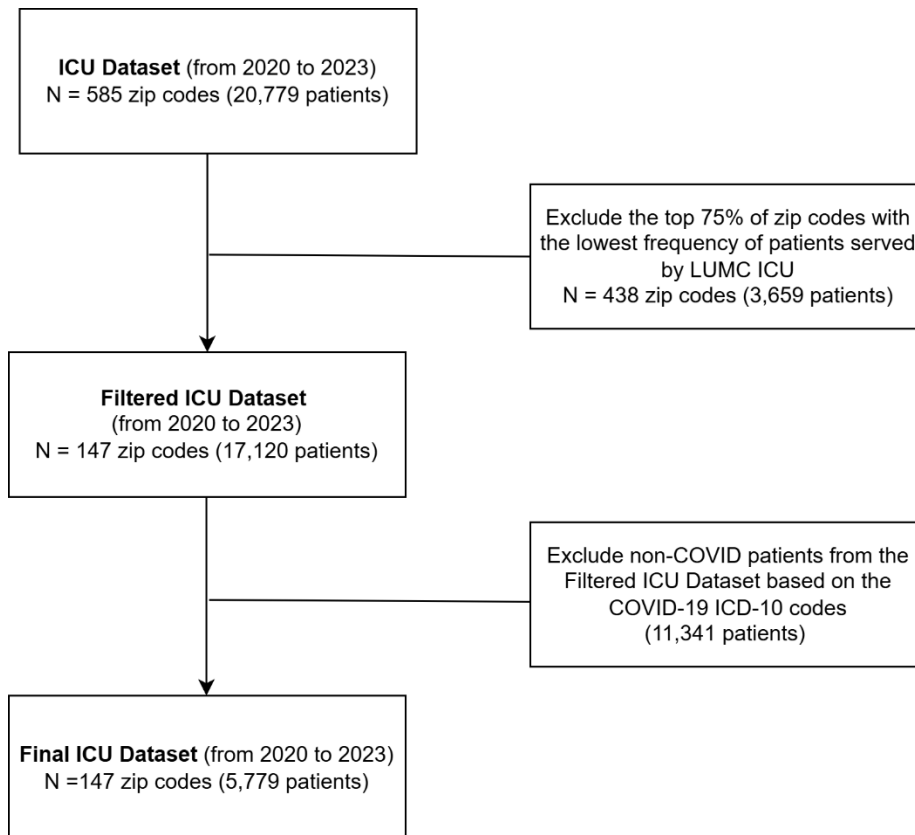 ICU Dataset (from 2020 to 2023)
N = 585 zip codes (20,779 patients)
Exclude the top 75% of zip codes with
the lowest frequency of patients served
by LUMC ICU
N = 438 zip codes (3,659 patients)
Filtered ICU Dataset
(from 2020 to 2023)
N = 147 zip codes (17,120 patients)
Exclude non-COVID patients from the
Filtered ICU Dataset based on the
COVID-19 ICD-10 codes
(11,341 patients)
Final ICU Dataset (from 2020 to 2023)
N =147 zip codes (5,779 patients)